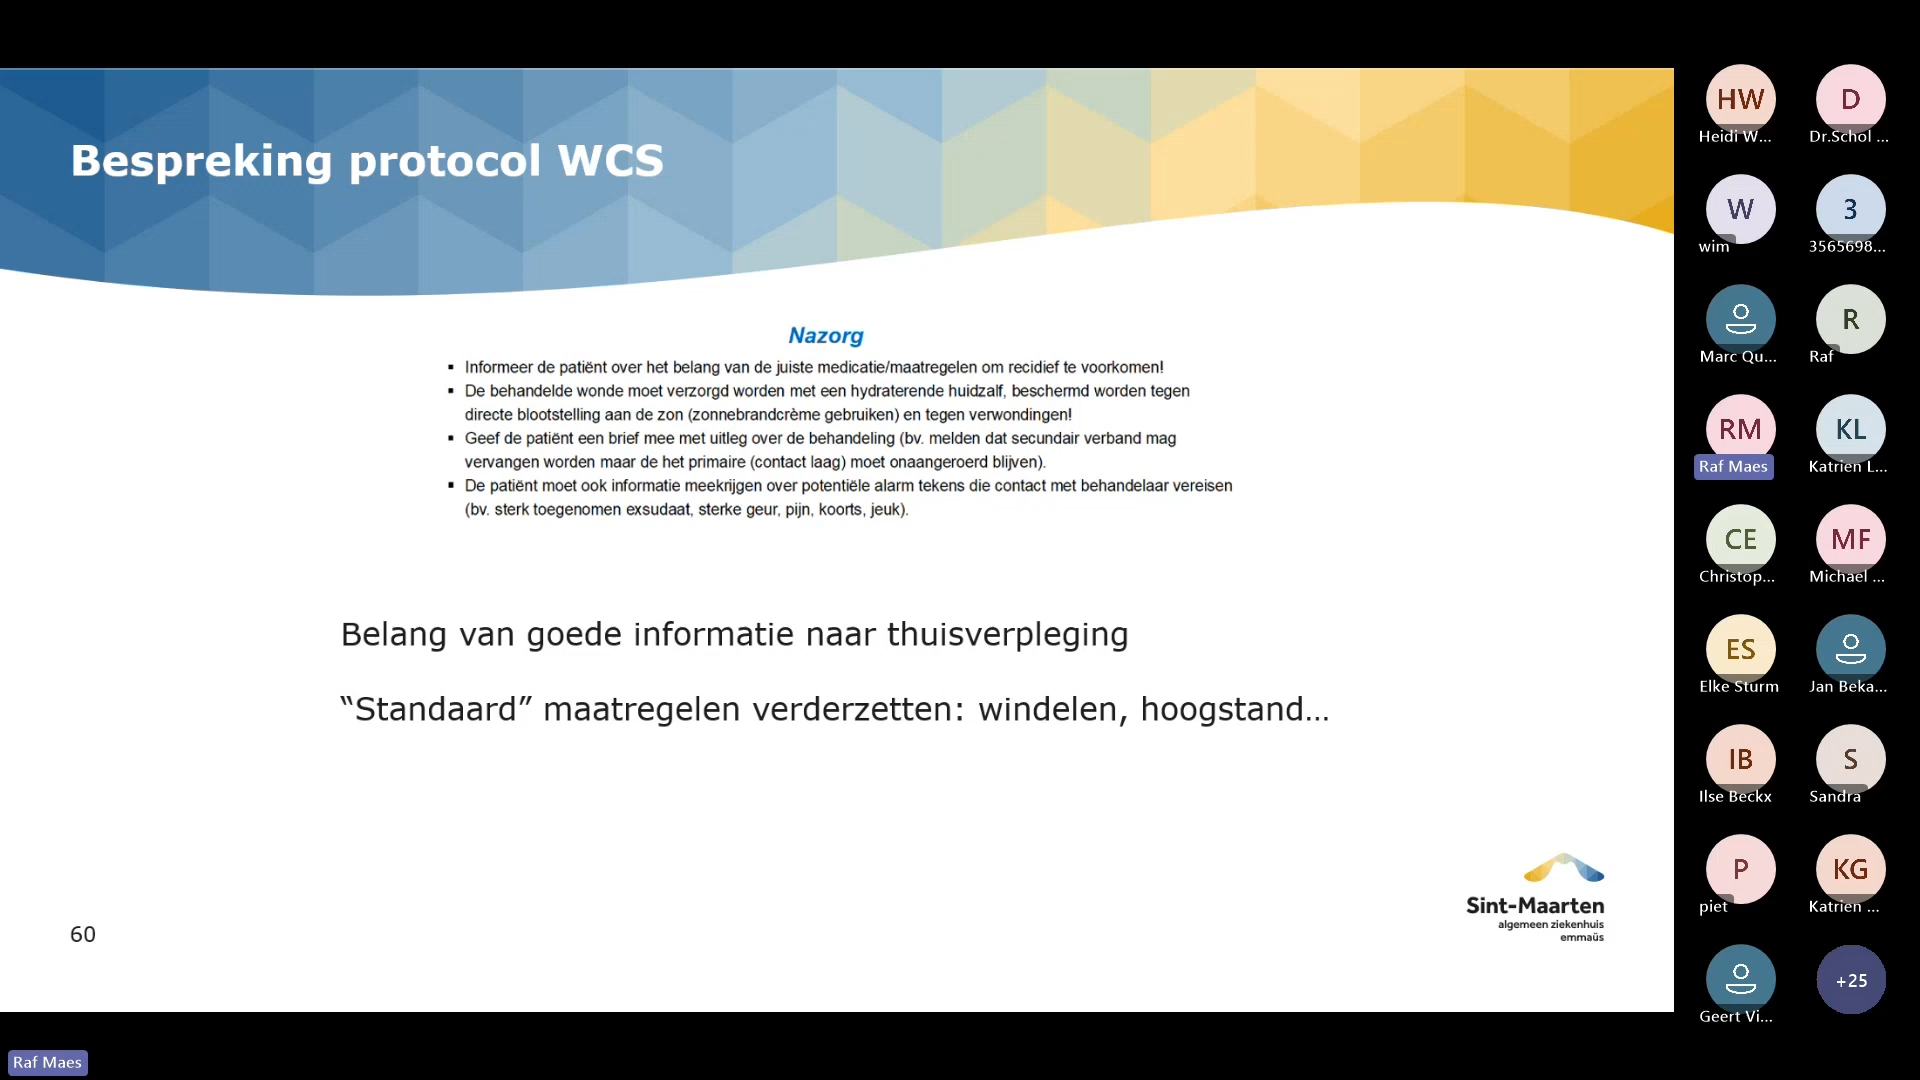 Bespreking protocol WCS
Nazorg
▪ Informeer de patiënt over het belang van de juiste medicatie/maatregelen om recidief te voorkomen!
▪ De behandelde wonde moet verzorgd worden met een hydraterende huidzalf, beschermd worden tegen
directe blootstelling aan de zon (zonnebrandcrème gebruiken) en tegen verwondingen!
▪ Geef de patiënt een brief mee met uitleg over de behandeling (bv. melden dat secundair verband mag
vervangen worden maar de het primaire (contact laag) moet onaangeroerd blijven).
▪ De patiënt moet ook informatie meekrijgen over potentiële alarm tekens die contact met behandelaar vereisen
(bv. sterk toegenomen exsudaat, sterke geur, pijn, koorts, jeuk).
Belang van goede informatie naar thuisverpleging
“Standaard” maatregelen verderzetten: windelen, hoogstand…
Sint-Maarten
algemeen ziekenhuis
emmaüs
60
HW
Heidi W...
D
Dr.Schol ...
W
wim
3
3565698...
Marc Qu...
R
Raf
RM
Raf Maes
KL
Katrien L...
CE
Christop...
MF
Michael ...
ES
Elke Sturm
Jan Beka...
IB
Ilse Beckx
S
Sandra
P
piet
KG
Katrien ...
Geert Vi...
+25
Raf Maes